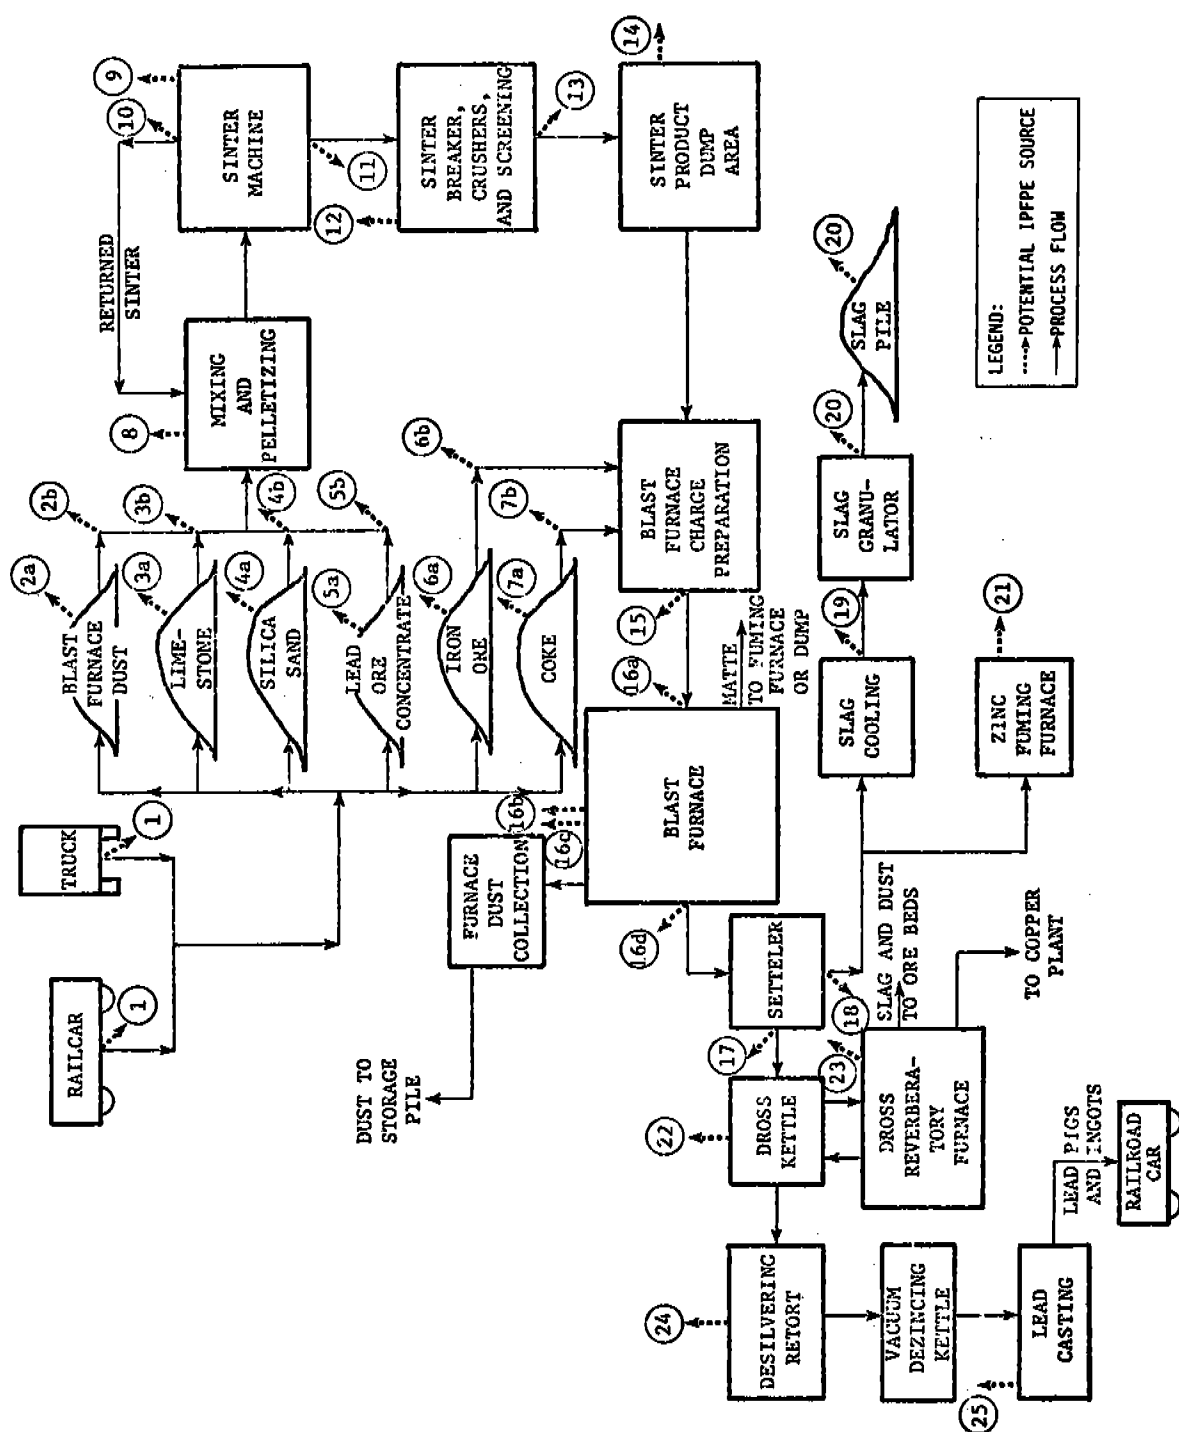 RAILCAR
1
TRUCK
1
BLAST
FURNACE
DUST
2a
2b
LIME-
STONE
3a
3b
SILICA
SAND
4a
4b
LEAD
ORE
CONCENTRATE
5a
5b
IRON
ORE
6a
6b
COKE
7a
7b
MIXING
AND
PELLETIZING
8
RETURNED
SINTER
SINTER
MACHINE
9
10
11
SINTER
BREAKER,
CRUSHERS,
AND SCREENING
12
13
SINTER
PRODUCT
DUMP
AREA
14
BLAST
FURNACE
CHARGE
PREPARATION
15
BLAST
FURNACE
16a
16b
16c
16d
MATTE
TO FUMING
FURNACE
OR DUMP
FURNACE
DUST
COLLECTION
DUST TO
STORAGE
PILE
SETTELER
17
18
SLAG
COOLING
19
SLAG
GRANU-
LATOR
20
SLAG
PILE
20
ZINC
FUMING
FURNACE
21
DROSS
KETTLE
22
DROSS
REVERBERA-
TORY
FURNACE
23
SLAG AND DUST
TO ORE BEDS
TO COPPER
PLANT
DESILVERING
RETORT
24
VACUUM
DEZINCING
KETTLE
LEAD
CASTING
25
LEAD PIGS
AND INGOTS
RAILROAD
CAR
LEGEND:
POTENTIAL IPFPE SOURCE
PROCESS FLOW